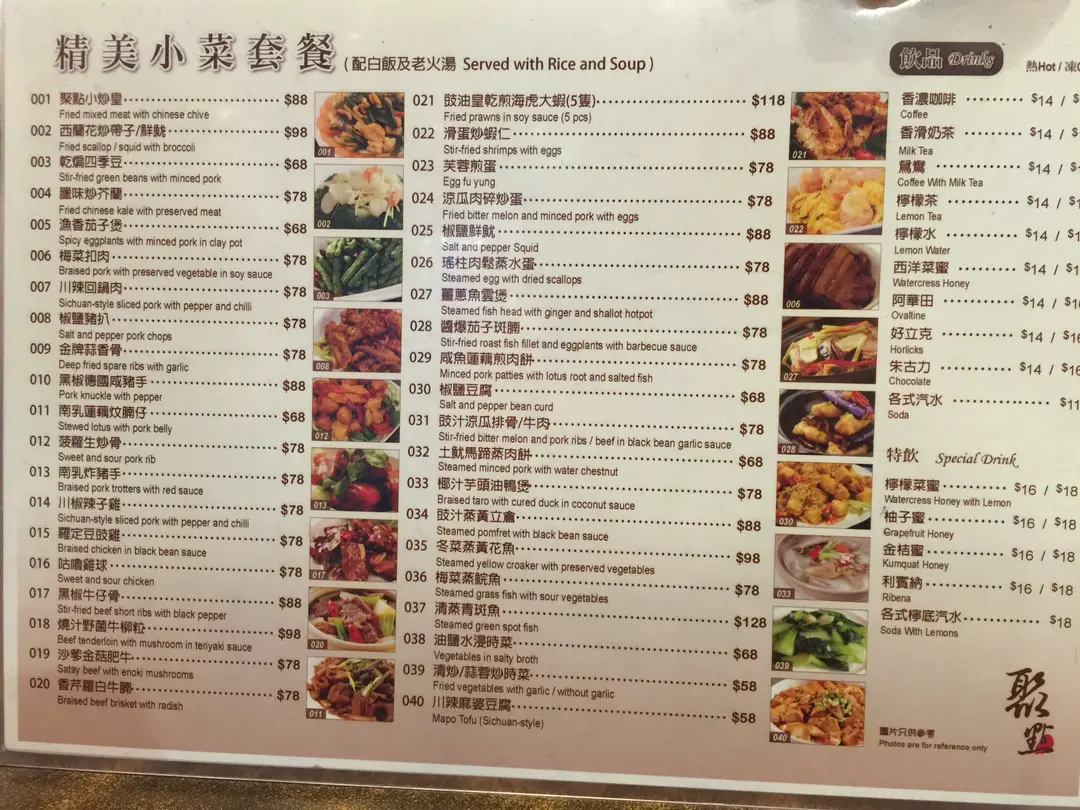 精美小菜套餐 (配白飯及老火湯 Served with Rice and Soup)
001 聚點小炒皇 $88
Fried mixed meat with chinese chive
002 西蘭花炒帶子/鮮魷 $98
Fried scallop / squid with broccoli
003 乾煸四季豆 $68
Stir-fried green beans with minced pork
004 臘味炒芥蘭 $78
Fried chinese kale with preserved meat
005 漁香茄子煲 $68
Spicy eggplants with minced pork in clay pot
006 梅菜扣肉 $78
Braised pork with preserved vegetable in soy sauce
007 川辣回鍋肉 $78
Sichuan-style sliced pork with pepper and chilli
008 椒鹽豬扒 $78
Salt and pepper pork chops
009 金牌蒜香骨 $78
Deep fried spare ribs with garlic
010 黑椒德國咸豬手 $88
Pork knuckle with pepper
011 南乳蓮藕炆腩仔 $68
Stewed lotus with pork belly
012 菠蘿生炒骨 $78
Sweet and sour pork rib
013 南乳炸豬手 $78
Braised pork trotters with red sauce
014 川椒辣子雞 $78
Sichuan-style sliced pork with pepper and chilli
015 羅定豆豉雞 $78
Braised chicken in black bean sauce
016 咕嚕雞球 $78
Sweet and sour chicken
017 黑椒牛仔骨 $88
Stir-fried beef short ribs with black pepper
018 燒汁野菌牛柳粒 $98
Beef tenderloin with mushroom in teriyaki sauce
019 沙爹金菇肥牛 $78
Satay beef with enoki mushrooms
020 香芹蘿白牛腩 $78
Braised beef brisket with radish
001
002
003
008
012
013
017
020
011
021 豉油皇乾煎海虎大蝦(5隻) $118
Fried prawns in soy sauce (5 pcs)
022 滑蛋炒蝦仁 $88
Stir-fried shrimps with eggs
023 芙蓉煎蛋 $78
Egg fu yung
024 涼瓜肉碎炒蛋 $78
Fried bitter melon and minced pork with eggs
025 椒鹽鮮魷 $88
Salt and pepper Squid
026 瑤柱肉鬆蒸水蛋 $78
Steamed egg with dried scallops
027 薑蔥魚雲煲 $88
Steamed fish head with ginger and shallot hotpot
028 醬爆茄子斑腩 $78
Stir-fried roast fish fillet and eggplants with barbecue sauce
029 咸魚蓮藕煎肉餅 $78
Minced pork patties with lotus root and salted fish
030 椒鹽豆腐 $68
Salt and pepper bean curd
031 豉汁涼瓜排骨/牛肉 $78
Stir-fried bitter melon and pork ribs / beef in black bean garlic sauce
032 土魷馬蹄蒸肉餅 $68
Steamed minced pork with water chestnut
033 椰汁芋頭油鴨煲 $78
Braised taro with cured duck in coconut sauce
034 豉汁蒸黃立倉 $88
Steamed pomfret with black bean sauce
035 冬菜蒸黃花魚 $98
Steamed yellow croaker with preserved vegetables
036 梅菜蒸鯇魚 $78
Steamed grass fish with sour vegetables
037 清蒸青斑魚 $128
Steamed green spot fish
038 油鹽水浸時菜 $68
Vegetables in salty broth
039 清炒/蒜蓉炒時菜 $58
Fried vegetables with garlic / without garlic
040 川辣麻婆豆腐 $58
Mapo Tofu (Sichuan-style)
021
022
006
027
028
030
033
039
040
飲品 Drinks
熱Hot / 凍
香濃咖啡 $14 /
Coffee
香滑奶茶 $14 /
Milk Tea
鴛鴦 $14 /
Coffee With Milk Tea
檸檬茶 $14 /
Lemon Tea
檸檬水 $14 /
Lemon Water
西洋菜蜜 $14 /
Watercress Honey
阿華田 $14 /
Ovaltine
好立克 $14 /
Horlicks
朱古力 $14 /
Chocolate
各式汽水
Soda
特飲 Special Drink
檸檬菜蜜 $16 / $18
Watercress Honey with Lemon
柚子蜜 $16 / $18
Grapefruit Honey
金桔蜜 $16 / $18
Kumquat Honey
利賓納 $16 / $18
Ribena
各式檸底汽水 $18
Soda With Lemons
聚點
圖片只供參考
Photos are for reference only